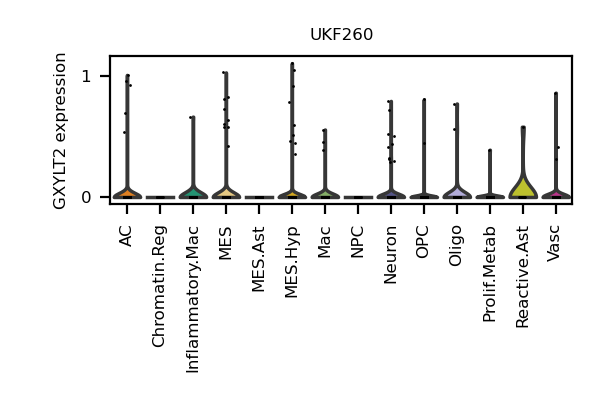 UKF260
GXYLT2 expression
1
0
AC
Chromatin.Reg
Inflammatory.Mac
MES
MES.Ast
MES.Hyp
Mac
NPC
Neuron
OPC
Oligo
Prolif.Metab
Reactive.Ast
Vasc